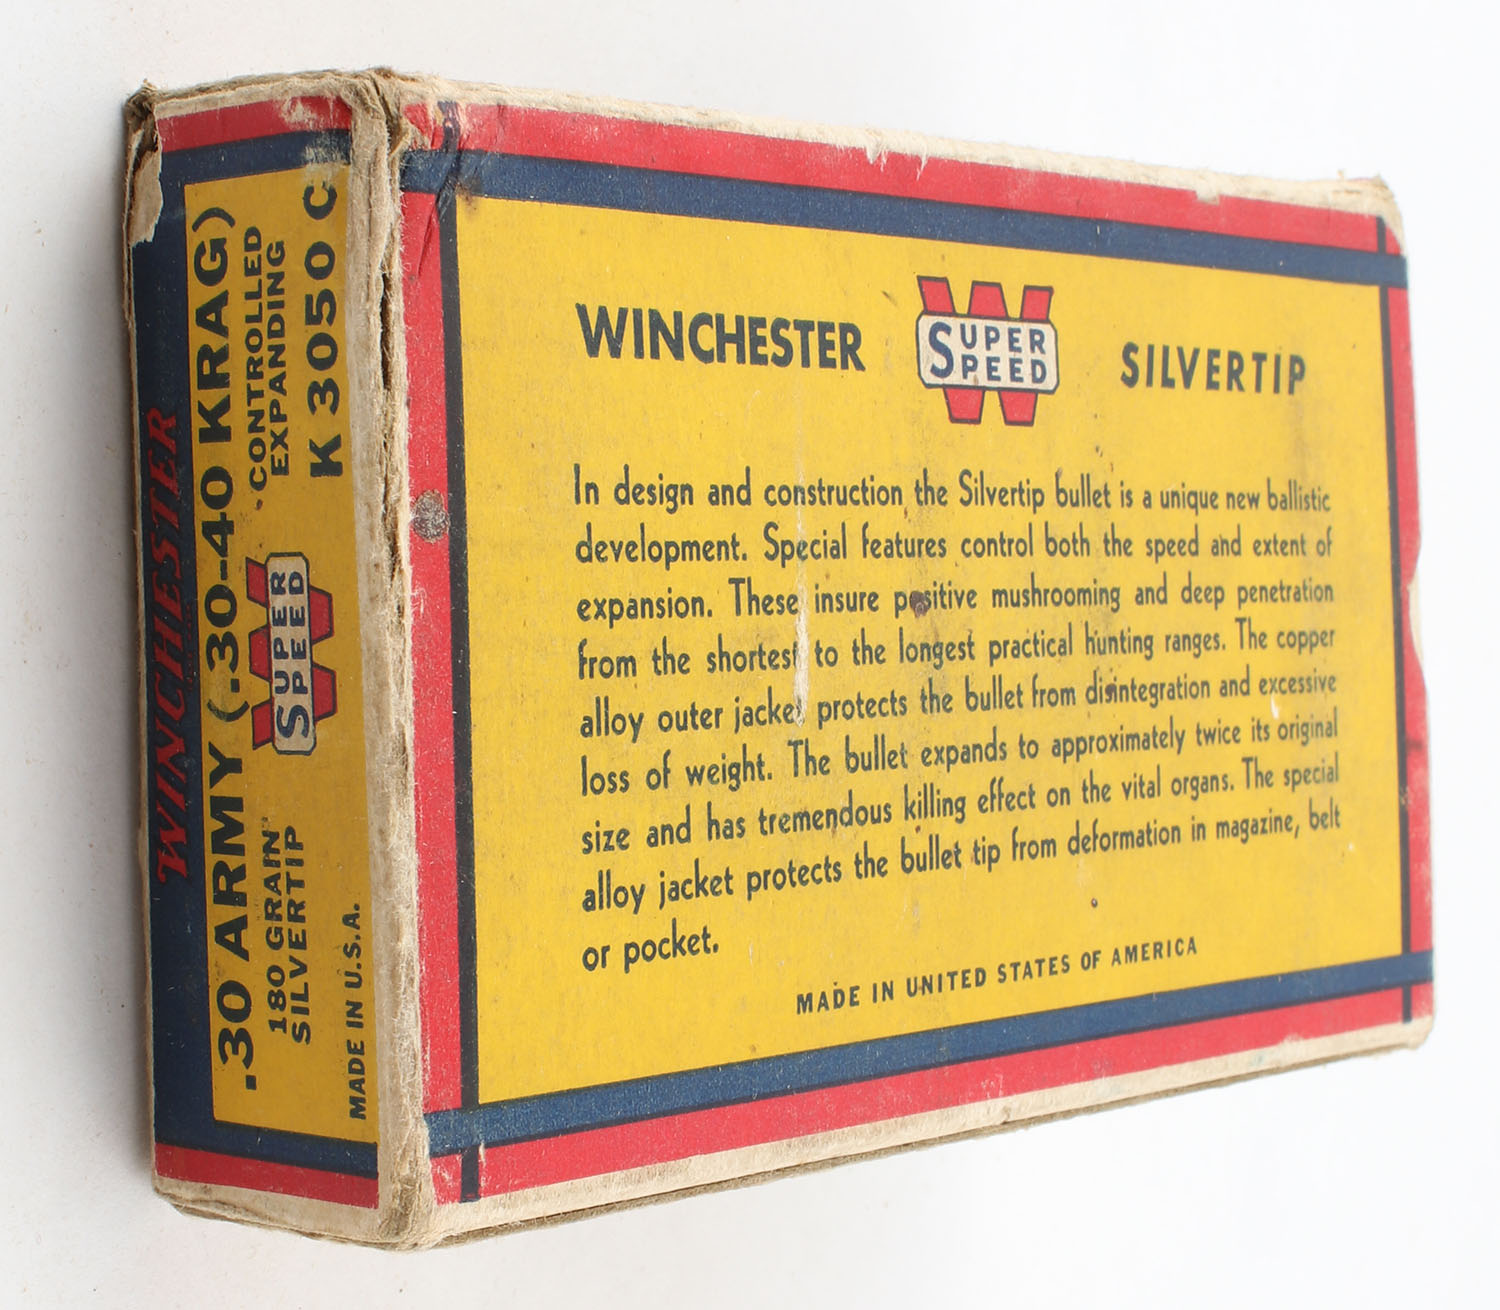 WINCHESTER
.30 ARMY (.30-40 KRAG)
180 GRAIN
SILVERTIP
SUPER
SPEED
CONTROLLED
EXPANDING
MADE IN U.S.A.
K 3050 C
WINCHESTER SUPER SPEED SILVERTIP
In design and construction the Silvertip bullet is a unique new ballistic
development. Special features control both the speed and extent of
expansion. These insure positive mushrooming and deep penetration
from the shortest to the longest practical hunting ranges. The copper
alloy outer jacket protects the bullet from disintegration and excessive
loss of weight. The bullet expands to approximately twice its original
size and has tremendous killing effect on the vital organs. The special
alloy jacket protects the bullet tip from deformation in magazine, belt
or pocket.
MADE IN UNITED STATES OF AMERICA